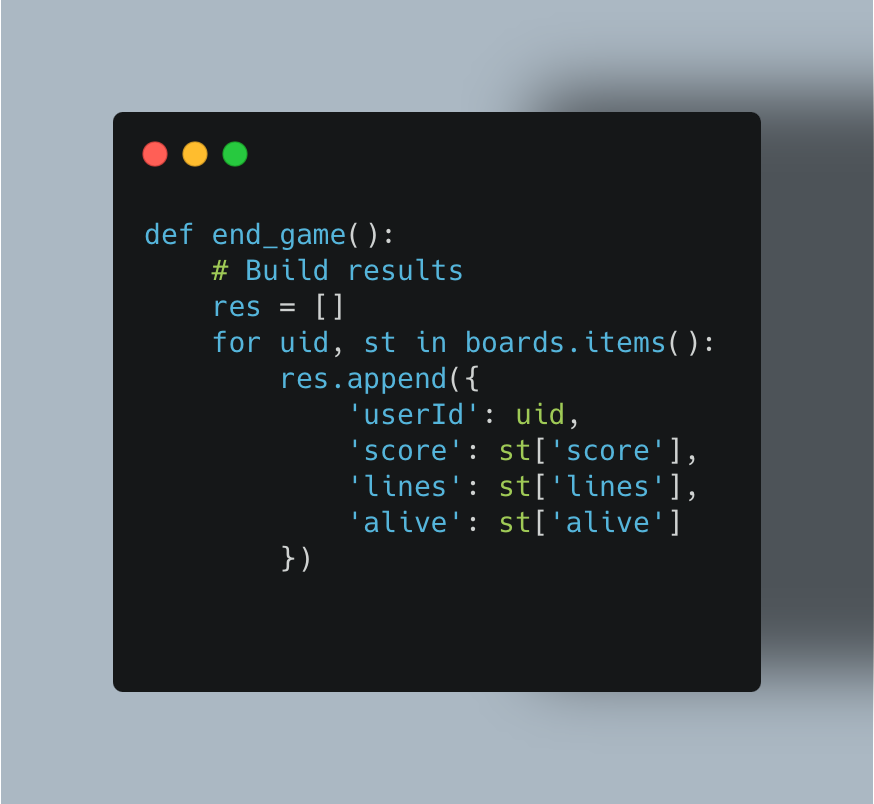 def end_game():
    # Build results
    res = []
    for uid, st in boards.items():
        res.append({
            'userId': uid,
            'score': st['score'],
            'lines': st['lines'],
            'alive': st['alive']
        })